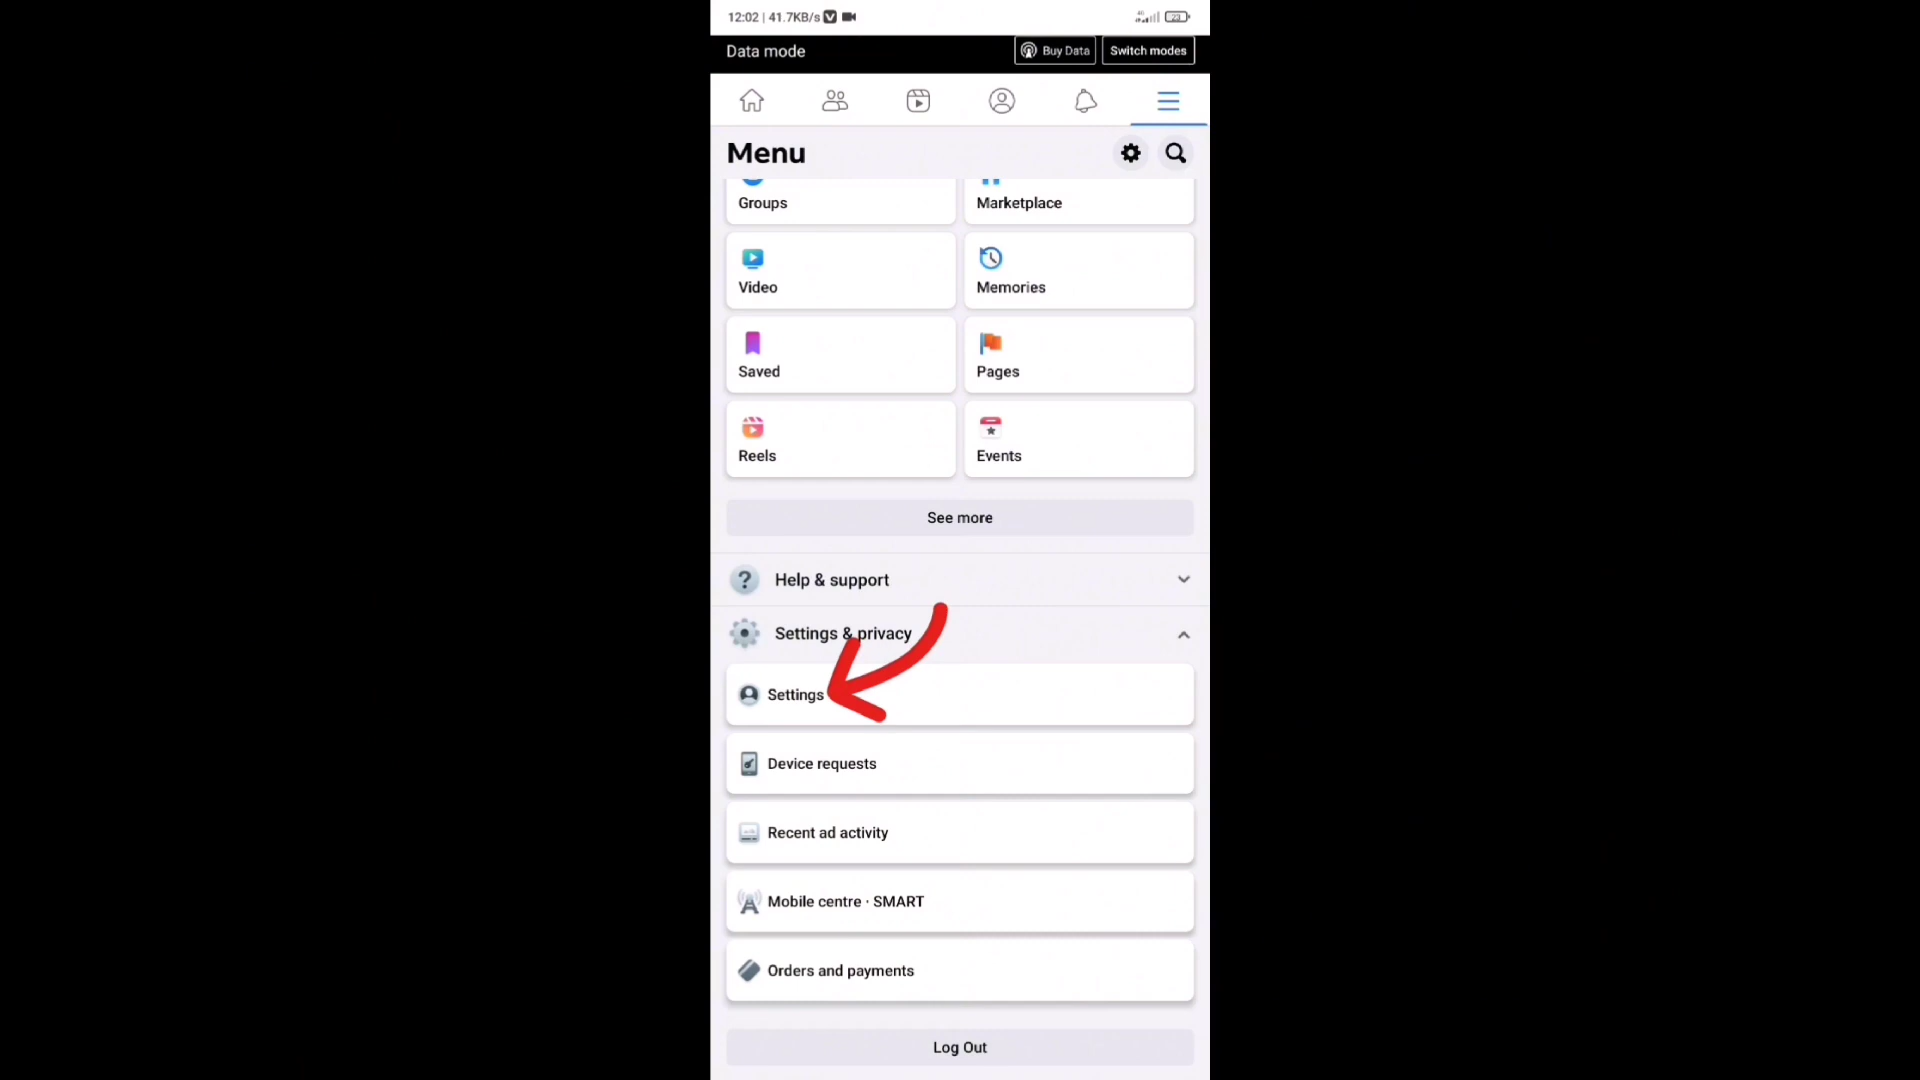 12:02 | 41.7KB/s
4G
23
Data mode
Buy Data
Switch modes
Menu
Groups
Marketplace
Video
Memories
Saved
Pages
Reels
Events
See more
Help & support
Settings & privacy
Settings
Device requests
Recent ad activity
Mobile centre · SMART
Orders and payments
Log Out